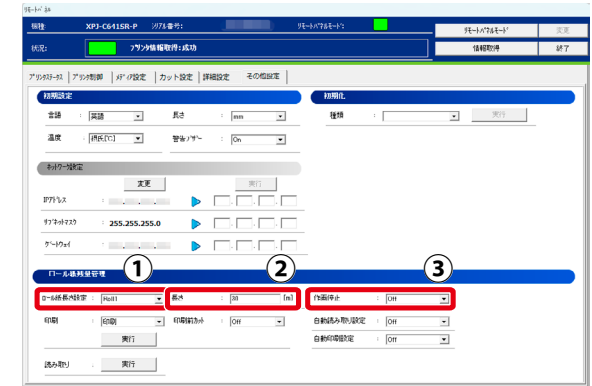 リモートパネル
機種: XPJ-C641SR-P シリアル番号: リモートパネルモード:
リモートパネルモード 変更
状況: プリンタ情報取得:成功
情報取得 終了
プリンタステータス プリンタ制御 メディア設定 カット設定 詳細設定 その他設定
初期設定
言語 : 英語 長さ : mm
温度 : 摂氏[℃] 警告ブザー : On
初期化
種類 : 実行
ネットワーク設定
変更 実行
IPアドレス :
サブネットマスク : 255.255.255.0
ゲートウェイ :
ロール紙残量管理
① ② ③
ロール紙長さ設定 : Roll1 長さ : 30 [m] 作画停止 : Off
印刷 : 印刷 印刷前カット : Off 自動読み取り設定 : Off
実行 自動印刷設定 : Off
読み取り : 実行